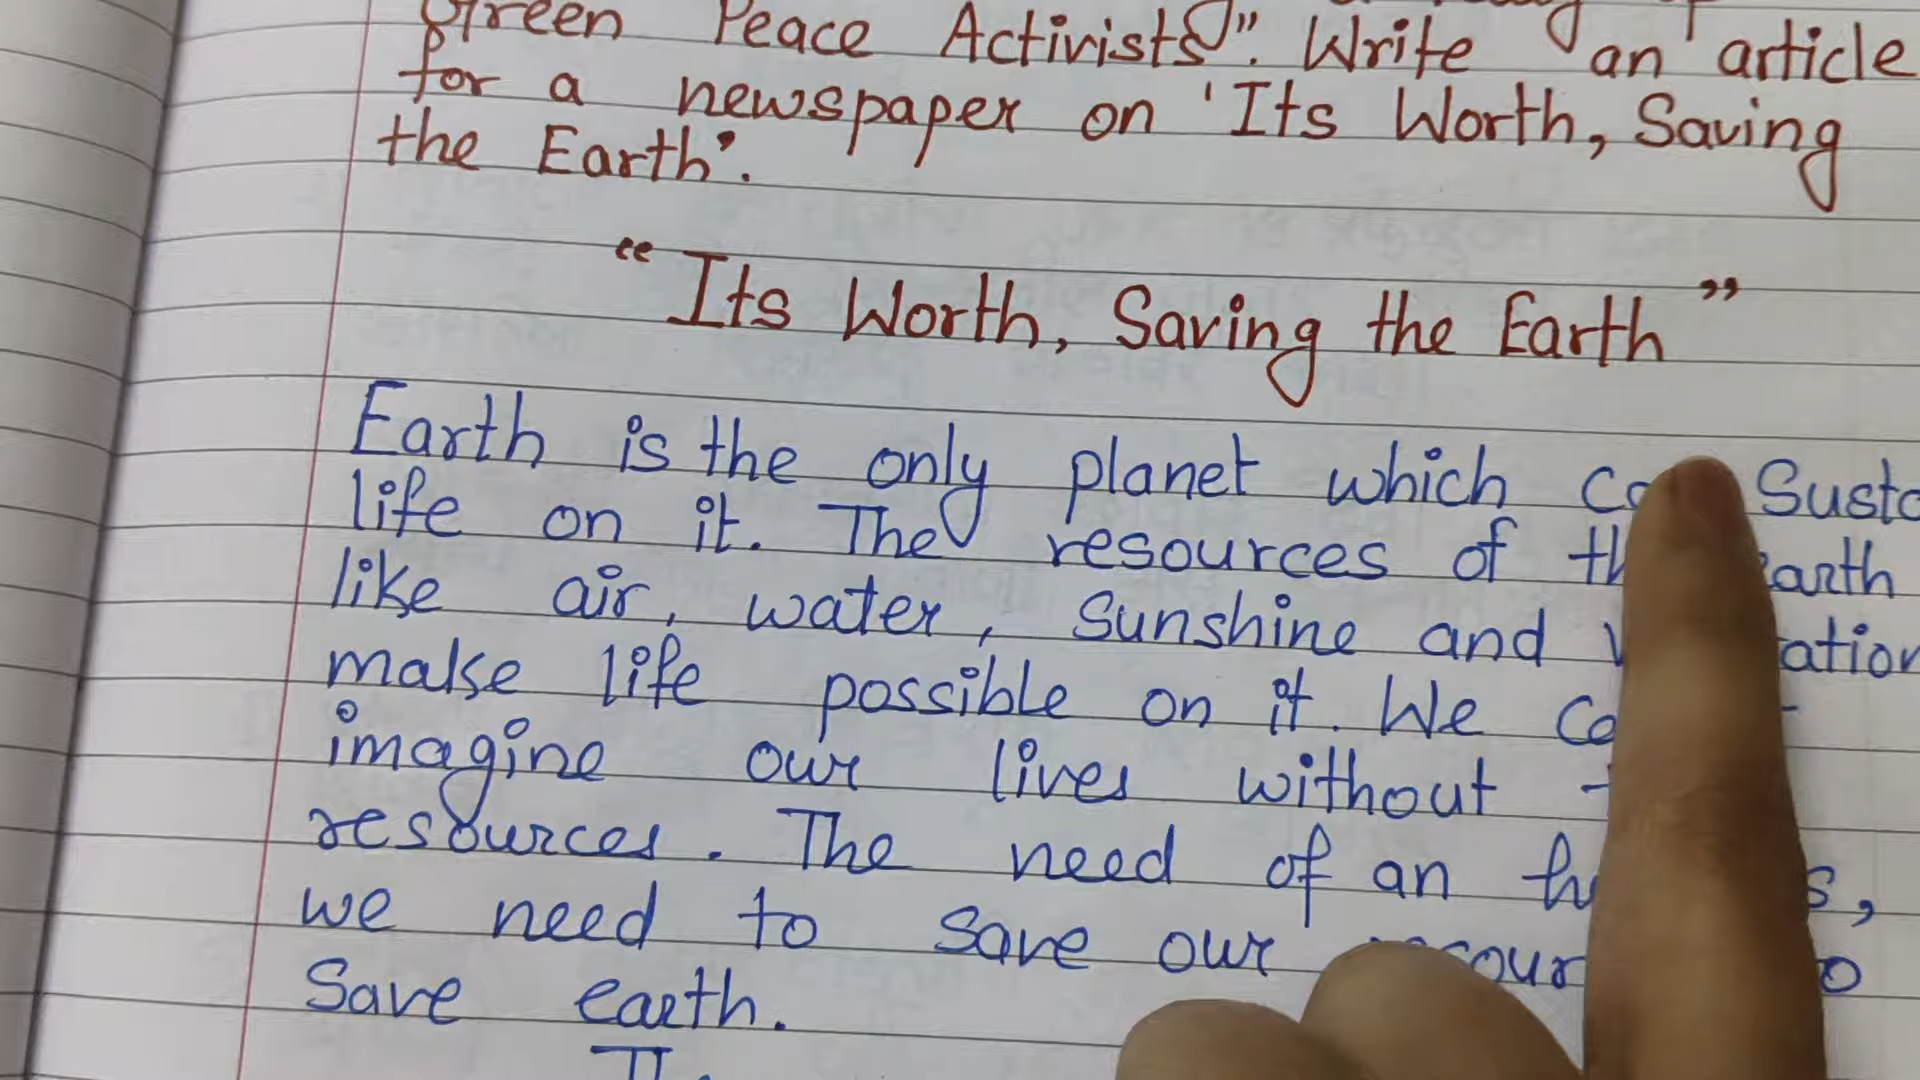 Green Peace Activists". Write an article
for a newspaper on 'Its Worth, Saving
the Earth'.
" Its Worth, Saving the Earth "
Earth is the only planet which
life on it. The resources of
like air, water, Sunshine and
make life possible on it. We
imagine our lives without
resources. The need of an
we need to save our
Save earth.